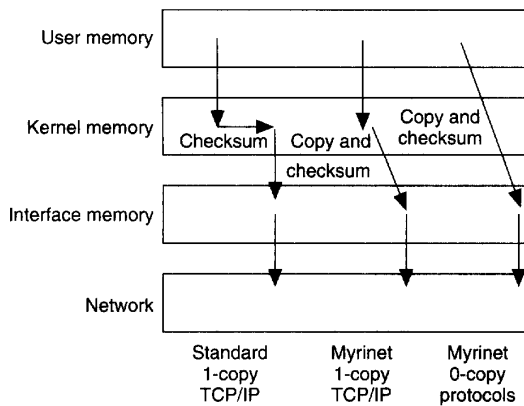 User memory
Kernel memory
Checksum
Copy and
checksum
Copy and
checksum
Interface memory
Network
Standard
1-copy
TCP/IP
Myrinet
1-copy
TCP/IP
Myrinet
0-copy
protocols